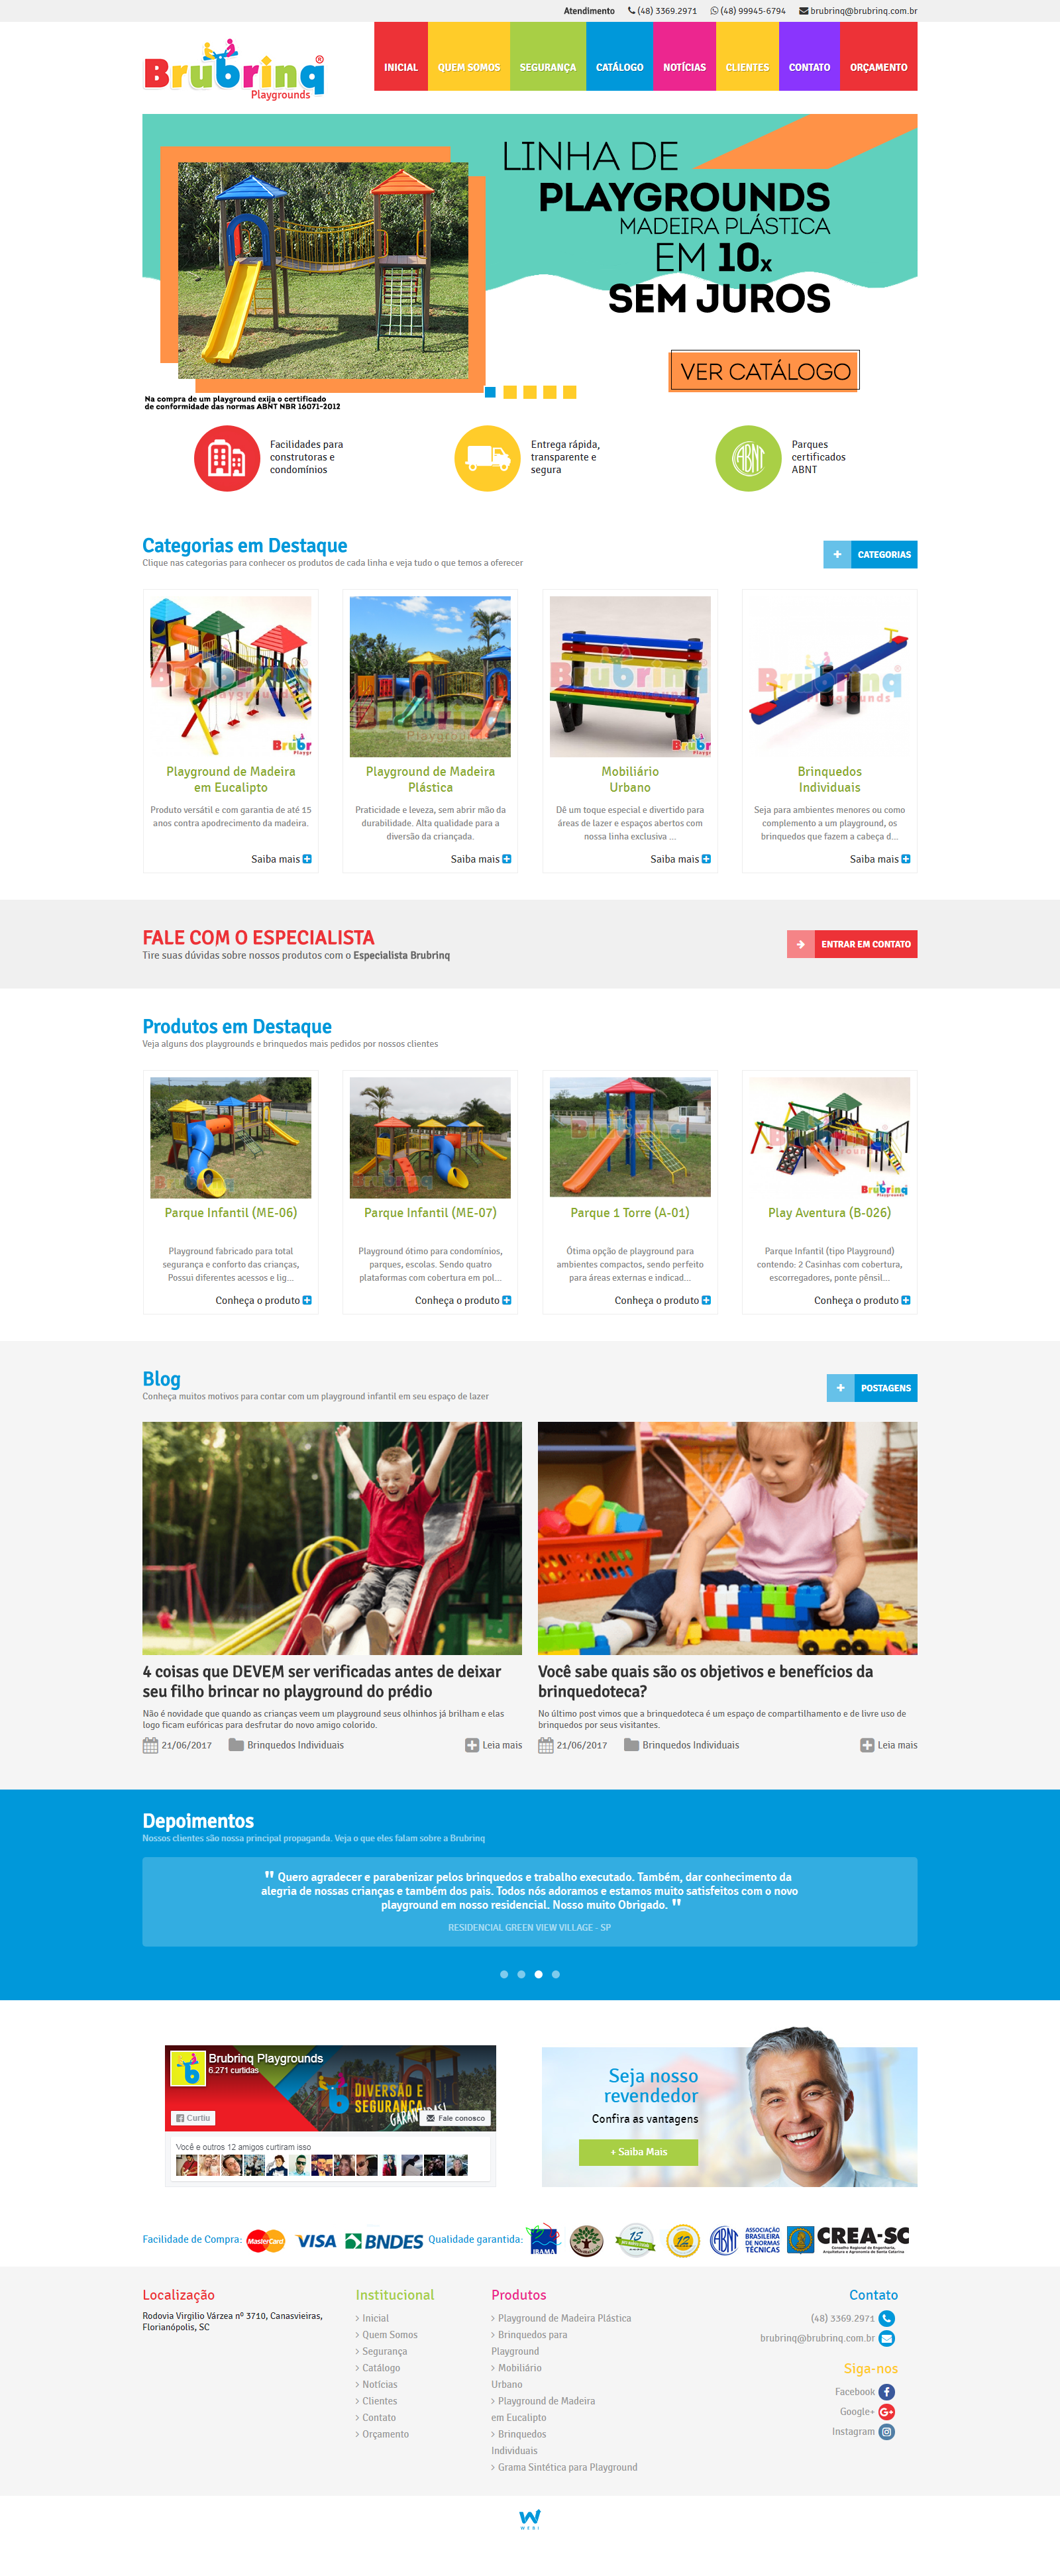 Atendimento (48) 3369.2971 (48) 99945-6794 brubrinq@brubrinq.com.br
Brubrinq®
Playgrounds
INICIAL QUEM SOMOS SEGURANÇA CATÁLOGO NOTÍCIAS CLIENTES CONTATO ORÇAMENTO
LINHA DE
PLAYGROUNDS
MADEIRA PLÁSTICA
EM 10x
SEM JUROS
VER CATÁLOGO
Na compra de um playground exija o certificado
de conformidade das normas ABNT NBR 16071-2012
Facilidades para
construtoras e
condomínios
Entrega rápida,
transparente e
segura
ABNT
Parques
certificados
ABNT
Categorias em Destaque
Clique nas categorias para conhecer os produtos de cada linha e veja tudo o que temos a oferecer
+ CATEGORIAS
Playground de Madeira
em Eucalipto
Produto versátil e com garantia de até 15
anos contra apodrecimento da madeira.
Saiba mais
Playground de Madeira
Plástica
Praticidade e leveza, sem abrir mão da
durabilidade. Alta qualidade para a
diversão da criançada.
Saiba mais
Mobiliário
Urbano
Dê um toque especial e divertido para
áreas de lazer e espaços abertos com
nossa linha exclusiva ...
Saiba mais
Brinquedos
Individuais
Seja para ambientes menores ou como
complemento a um playground, os
brinquedos que fazem a cabeça d...
Saiba mais
FALE COM O ESPECIALISTA
Tire suas dúvidas sobre nossos produtos com o Especialista Brubrinq
ENTRAR EM CONTATO
Produtos em Destaque
Veja alguns dos playgrounds e brinquedos mais pedidos por nossos clientes
Parque Infantil (ME-06)
Playground fabricado para total
segurança e conforto das crianças,
Possui diferentes acessos e lig...
Conheça o produto
Parque Infantil (ME-07)
Playground ótimo para condomínios,
parques, escolas. Sendo quatro
plataformas com cobertura em pol...
Conheça o produto
Parque 1 Torre (A-01)
Ótima opção de playground para
ambientes compactos, sendo perfeito
para áreas externas e indicad...
Conheça o produto
Play Aventura (B-026)
Parque Infantil (tipo Playground)
contendo: 2 Casinhas com cobertura,
escorregadores, ponte pênsil...
Conheça o produto
Blog
Conheça muitos motivos para contar com um playground infantil em seu espaço de lazer
+ POSTAGENS
4 coisas que DEVEM ser verificadas antes de deixar
seu filho brincar no playground do prédio
Não é novidade que quando as crianças veem um playground seus olhinhos já brilham e elas
logo ficam eufóricas para desfrutar do novo amigo colorido.
21/06/2017 Brinquedos Individuais Leia mais
Você sabe quais são os objetivos e benefícios da
brinquedoteca?
No último post vimos que a brinquedoteca é um espaço de compartilhamento e de livre uso de
brinquedos por seus visitantes.
21/06/2017 Brinquedos Individuais Leia mais
Depoimentos
Nossos clientes são nossa principal propaganda. Veja o que eles falam sobre a Brubrinq
" Quero agradecer e parabenizar pelos brinquedos e trabalho executado. Também, dar conhecimento da
alegria de nossas crianças e também dos pais. Todos nós adoramos e estamos muito satisfeitos com o novo
playground em nosso residencial. Nosso muito Obrigado. "
RESIDENCIAL GREEN VIEW VILLAGE - SP
Brubrinq Playgrounds
6.271 curtidas
DIVERSÃO E
SEGURANÇA
GARANTIDAS!
Curtiu
Fale conosco
Você e outros 12 amigos curtiram isso
Seja nosso
revendedor
Confira as vantagens
+ Saiba Mais
Facilidade de Compra: MasterCard VISA BNDES Qualidade garantida: IBAMA 15 12 ABNT
ASSOCIAÇÃO
BRASILEIRA
DE NORMAS
TÉCNICAS
CREA-SC
Conselho Regional de Engenharia,
Arquitetura e Agronomia de Santa Catarina
Localização
Rodovia Virgilio Várzea nº 3710, Canasvieiras,
Florianópolis, SC
Institucional
> Inicial
> Quem Somos
> Segurança
> Catálogo
> Notícias
> Clientes
> Contato
> Orçamento
Produtos
> Playground de Madeira Plástica
> Brinquedos para
Playground
> Mobiliário
Urbano
> Playground de Madeira
em Eucalipto
> Brinquedos
Individuais
> Grama Sintética para Playground
Contato
(48) 3369.2971
brubrinq@brubrinq.com.br
Siga-nos
Facebook
Google+
Instagram
WEBI